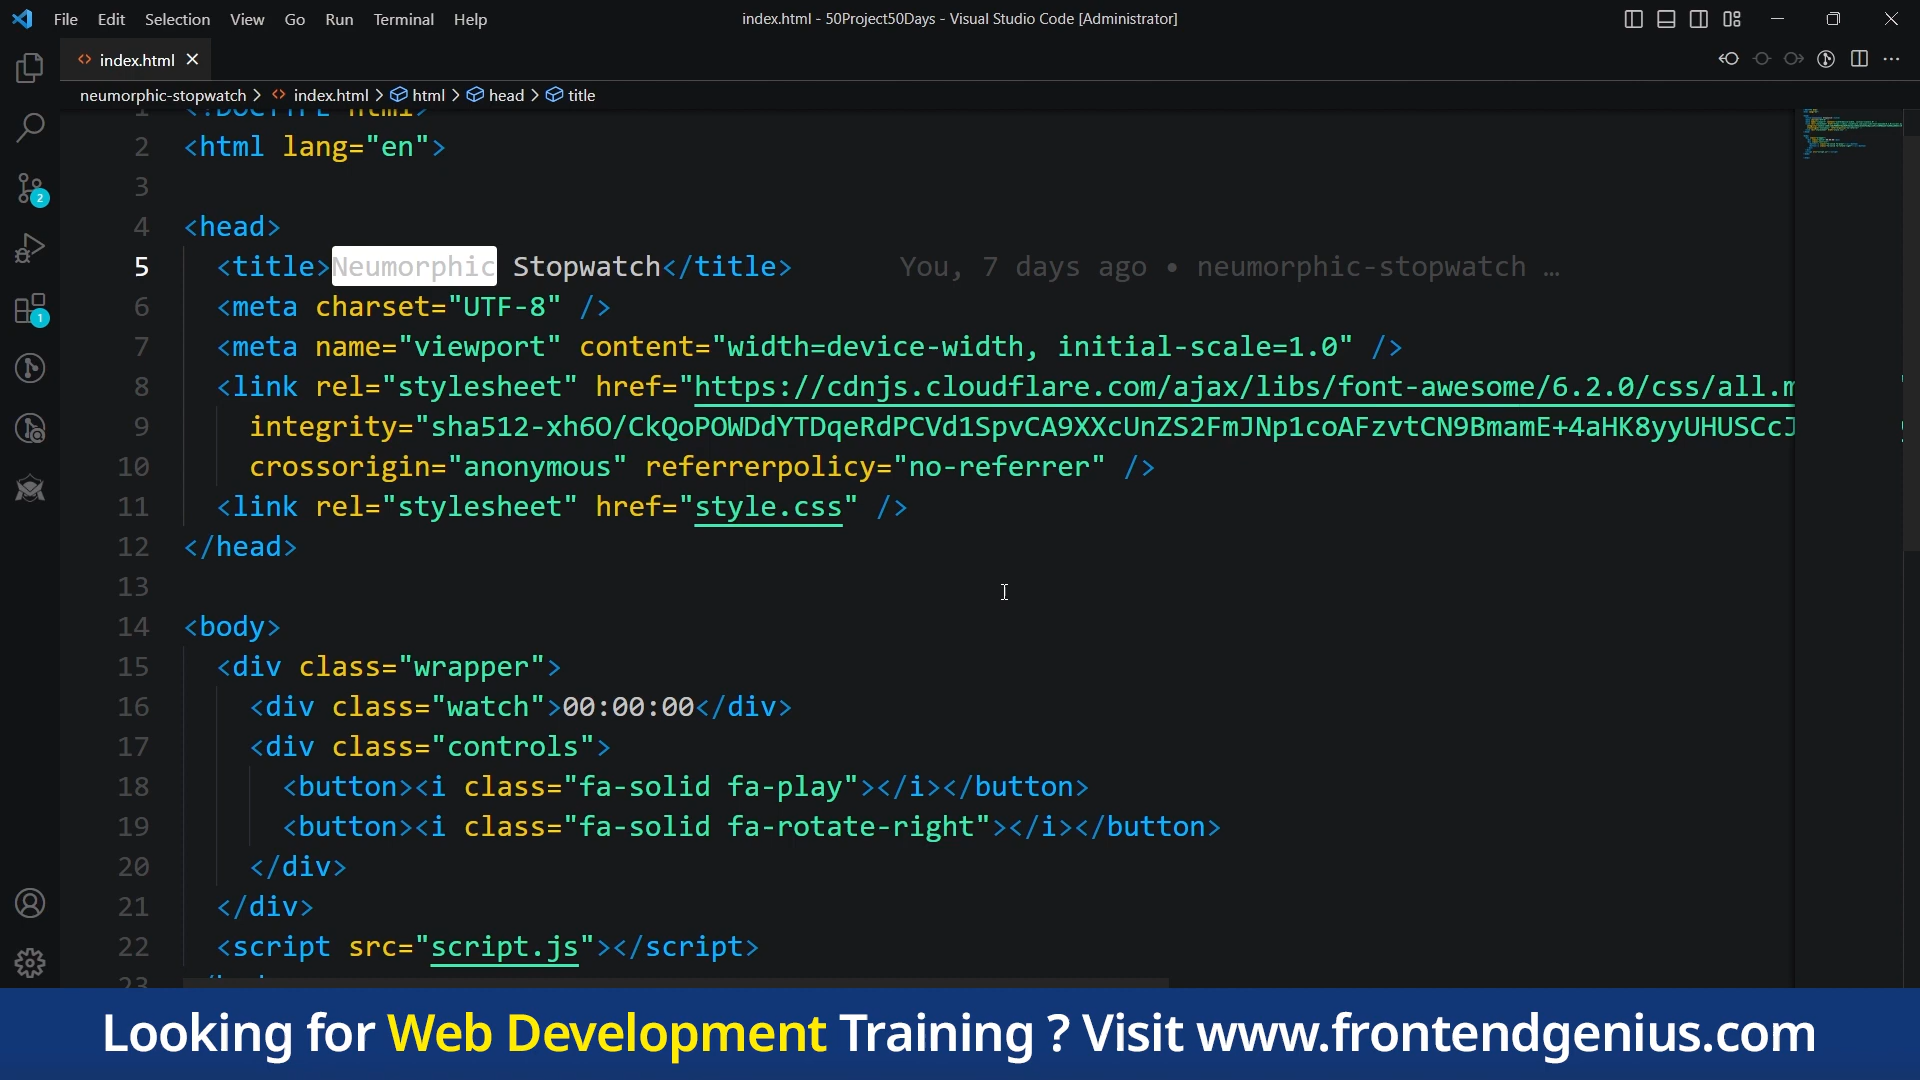 File Edit Selection View Go Run Terminal Help
index.html - 50Project50Days - Visual Studio Code [Administrator]
index.html
neumorphic-stopwatch > index.html > html > head > title
1 <!DOCTYPE html>
2 <html lang="en">
3
4 <head>
5 <title>Neumorphic Stopwatch</title> You, 7 days ago • neumorphic-stopwatch …
6 <meta charset="UTF-8" />
7 <meta name="viewport" content="width=device-width, initial-scale=1.0" />
8 <link rel="stylesheet" href="https://cdnjs.cloudflare.com/ajax/libs/font-awesome/6.2.0/css/all.m
9 integrity="sha512-xh6O/CkQoPOWDdYTDqeRdPCVd1SpvCA9XXcUnZS2FmJNp1coAFzvtCN9BmamE+4aHK8yyUHUSCcJ
10 crossorigin="anonymous" referrerpolicy="no-referrer" />
11 <link rel="stylesheet" href="style.css" />
12 </head>
13
14 <body>
15 <div class="wrapper">
16 <div class="watch">00:00:00</div>
17 <div class="controls">
18 <button><i class="fa-solid fa-play"></i></button>
19 <button><i class="fa-solid fa-rotate-right"></i></button>
20 </div>
21 </div>
22 <script src="script.js"></script>
23
2
1
Looking for Web Development Training ? Visit www.frontendgenius.com